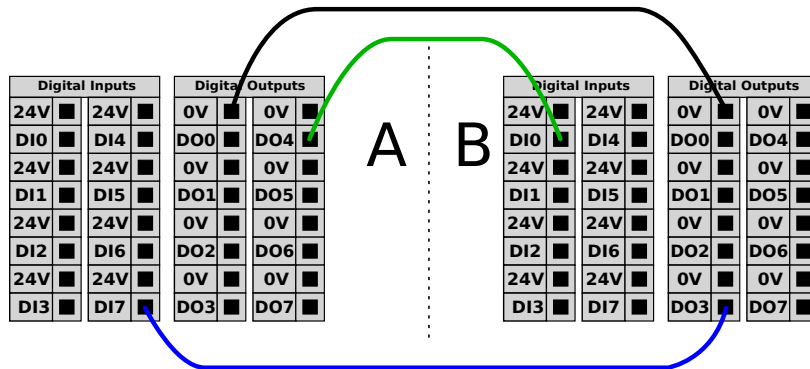 Digital Inputs Digital Outputs Digital Inputs Digital Outputs
24V 24V 0V 0V 24V 24V 0V 0V
DI0 DI4 DO0 DO4 A B DI0 DI4 DO0 DO4
24V 24V 0V 0V 24V 24V 0V 0V
DI1 DI5 DO1 DO5 DI1 DI5 DO1 DO5
24V 24V 0V 0V 24V 24V 0V 0V
DI2 DI6 DO2 DO6 DI2 DI6 DO2 DO6
24V 24V 0V 0V 24V 24V 0V 0V
DI3 DI7 DO3 DO7 DI3 DI7 DO3 DO7